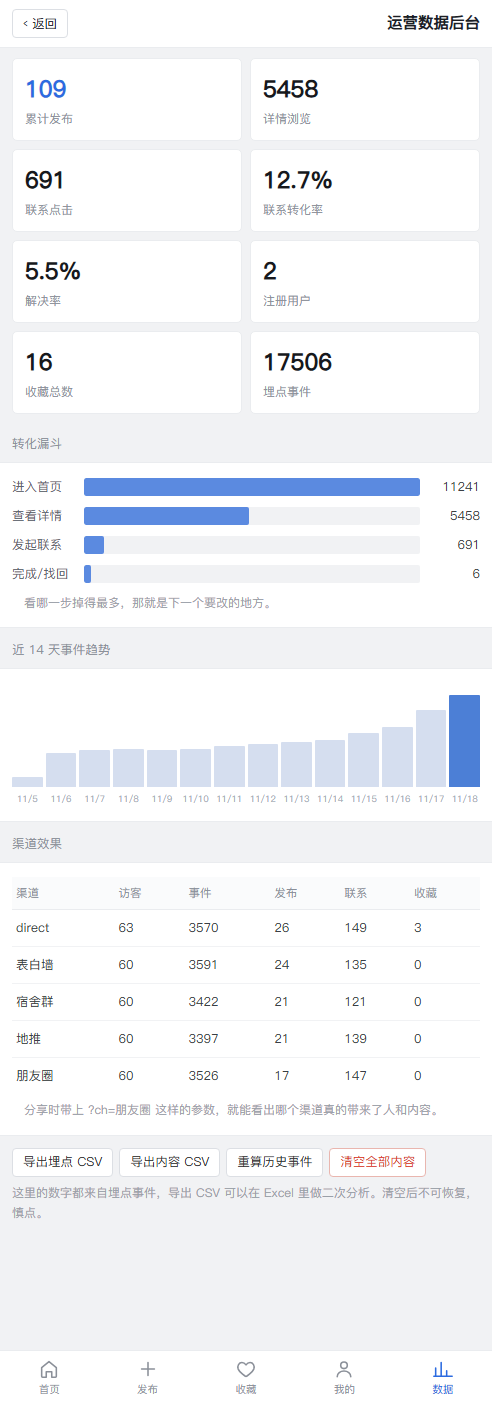 ‹ 返回
运营数据后台
109
累计发布
5458
详情浏览
691
联系点击
12.7%
联系转化率
5.5%
解决率
2
注册用户
16
收藏总数
17506
埋点事件
转化漏斗
进入首页 11241
查看详情 5458
发起联系 691
完成/找回 6
看哪一步掉得最多，那就是下一个要改的地方。
近 14 天事件趋势
11/5 11/6 11/7 11/8 11/9 11/10 11/11 11/12 11/13 11/14 11/15 11/16 11/17 11/18
渠道效果
渠道 访客 事件 发布 联系 收藏
direct 63 3570 26 149 3
表白墙 60 3591 24 135 0
宿舍群 60 3422 21 121 0
地推 60 3397 21 139 0
朋友圈 60 3526 17 147 0
分享时带上 ?ch=朋友圈 这样的参数，就能看出哪个渠道真的带来了人和内容。
导出埋点 CSV 导出内容 CSV 重算历史事件 清空全部内容
这里的数字都来自埋点事件，导出 CSV 可以在 Excel 里做二次分析。清空后不可恢复，
慎点。
首页 发布 收藏 我的 数据